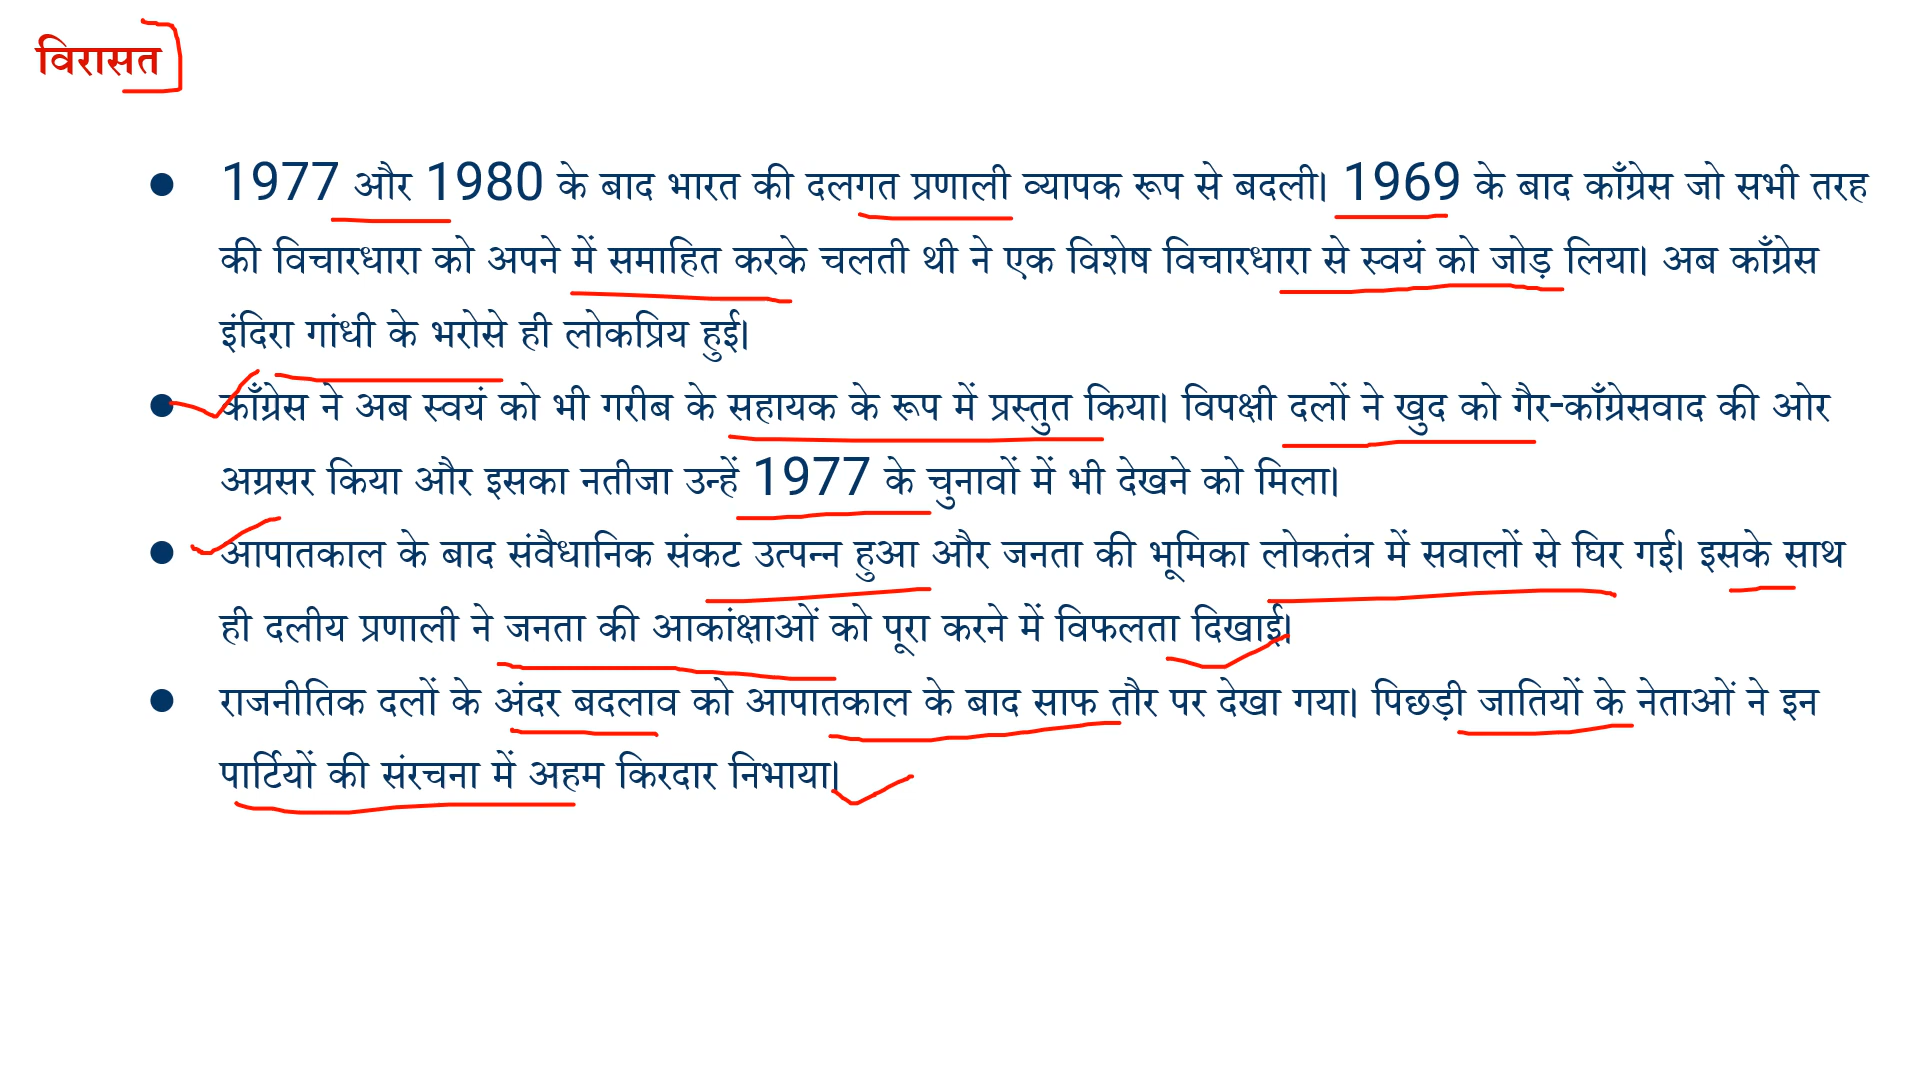 विरासत
● 1977 और 1980 के बाद भारत की दलगत प्रणाली व्यापक रूप से बदली। 1969 के बाद काँग्रेस जो सभी तरह
की विचारधारा को अपने में समाहित करके चलती थी ने एक विशेष विचारधारा से स्वयं को जोड़ लिया। अब काँग्रेस
इंदिरा गांधी के भरोसे ही लोकप्रिय हुई।
● काँग्रेस ने अब स्वयं को भी गरीब के सहायक के रूप में प्रस्तुत किया। विपक्षी दलों ने खुद को गैर-काँग्रेसवाद की ओर
अग्रसर किया और इसका नतीजा उन्हें 1977 के चुनावों में भी देखने को मिला।
● आपातकाल के बाद संवैधानिक संकट उत्पन्न हुआ और जनता की भूमिका लोकतंत्र में सवालों से घिर गई। इसके साथ
ही दलीय प्रणाली ने जनता की आकांक्षाओं को पूरा करने में विफलता दिखाई।
● राजनीतिक दलों के अंदर बदलाव को आपातकाल के बाद साफ तौर पर देखा गया। पिछड़ी जातियों के नेताओं ने इन
पार्टियों की संरचना में अहम किरदार निभाया।